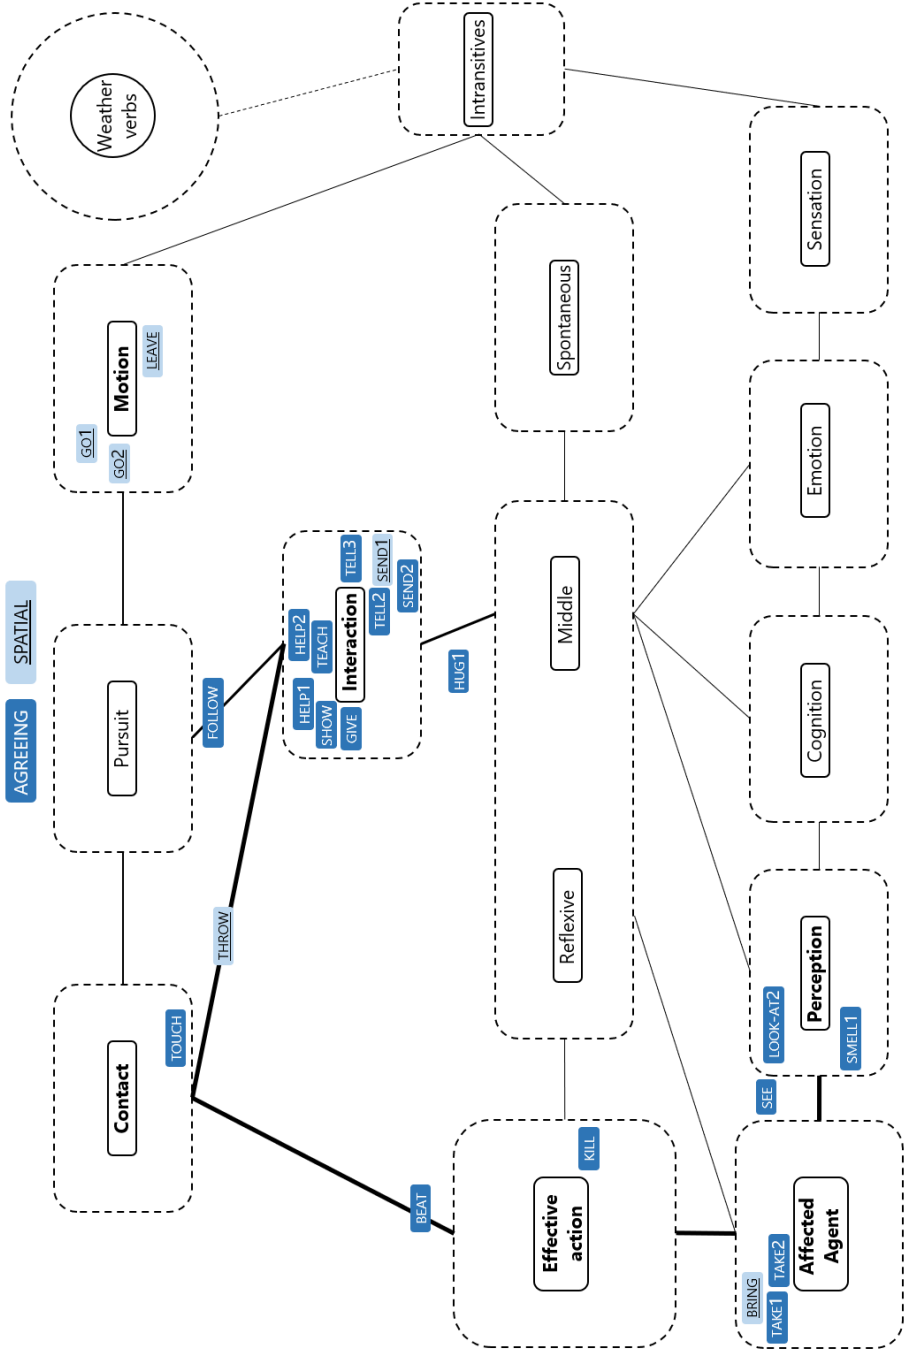 AGREEING
SPATIAL
Weather
verbs
GO1
GO2
Motion
LEAVE
Pursuit
Contact
TOUCH
FOLLOW
THROW
HELP1
HELP2
SHOW
TEACH
GIVE
Interaction
TELL3
TELL2
SEND1
SEND2
BEAT
HUG1
Intransitives
Effective
action
KILL
Reflexive
Middle
Spontaneous
BRING
TAKE1
TAKE2
Affected
Agent
SEE
LOOK-AT2
Perception
SMELL1
Cognition
Emotion
Sensation